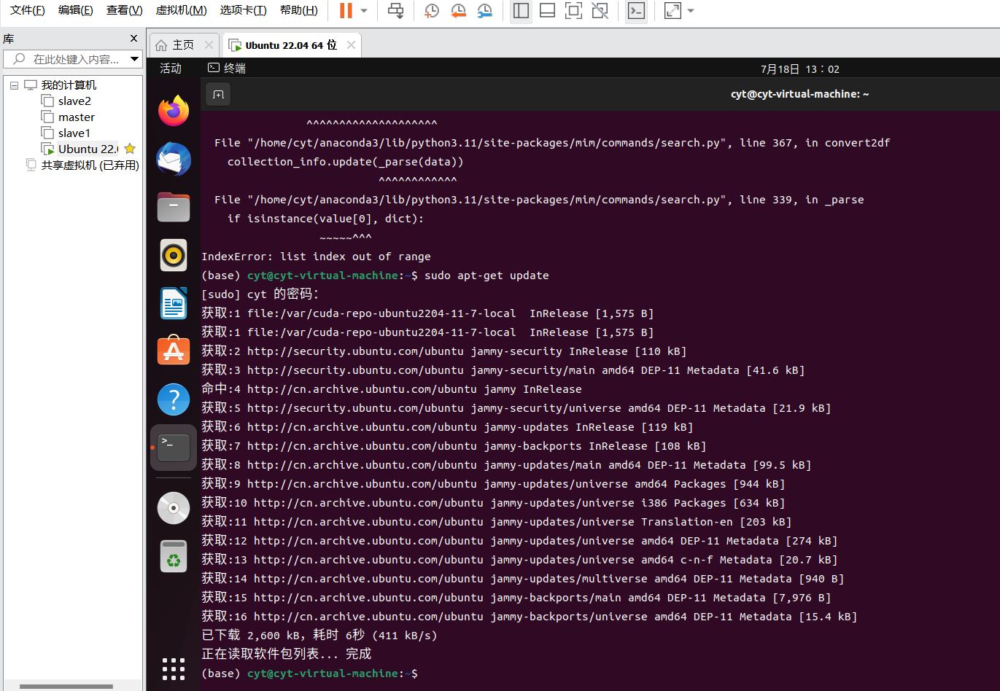 文件(F) 编辑(E) 查看(V) 虚拟机(M) 选项卡(T) 帮助(H)
库
在此处键入内容...
我的计算机
slave2
master
slave1
Ubuntu 22.
共享虚拟机 (已弃用)
主页
Ubuntu 22.04 64 位
活动
终端
7月18日 13：02
cyt@cyt-virtual-machine: ~
^^^^^^^^^^^^^^^^^^^^
File "/home/cyt/anaconda3/lib/python3.11/site-packages/mim/commands/search.py", line 367, in convert2df
collection_info.update(_parse(data))
^^^^^^^^^^^^
File "/home/cyt/anaconda3/lib/python3.11/site-packages/mim/commands/search.py", line 339, in _parse
if isinstance(value[0], dict):
~~~~~^^^
IndexError: list index out of range
(base) cyt@cyt-virtual-machine:~$ sudo apt-get update
[sudo] cyt 的密码：
获取:1 file:/var/cuda-repo-ubuntu2204-11-7-local  InRelease [1,575 B]
获取:1 file:/var/cuda-repo-ubuntu2204-11-7-local  InRelease [1,575 B]
获取:2 http://security.ubuntu.com/ubuntu jammy-security InRelease [110 kB]
获取:3 http://security.ubuntu.com/ubuntu jammy-security/main amd64 DEP-11 Metadata [41.6 kB]
命中:4 http://cn.archive.ubuntu.com/ubuntu jammy InRelease
获取:5 http://security.ubuntu.com/ubuntu jammy-security/universe amd64 DEP-11 Metadata [21.9 kB]
获取:6 http://cn.archive.ubuntu.com/ubuntu jammy-updates InRelease [119 kB]
获取:7 http://cn.archive.ubuntu.com/ubuntu jammy-backports InRelease [108 kB]
获取:8 http://cn.archive.ubuntu.com/ubuntu jammy-updates/main amd64 DEP-11 Metadata [99.5 kB]
获取:9 http://cn.archive.ubuntu.com/ubuntu jammy-updates/universe amd64 Packages [944 kB]
获取:10 http://cn.archive.ubuntu.com/ubuntu jammy-updates/universe i386 Packages [634 kB]
获取:11 http://cn.archive.ubuntu.com/ubuntu jammy-updates/universe Translation-en [203 kB]
获取:12 http://cn.archive.ubuntu.com/ubuntu jammy-updates/universe amd64 DEP-11 Metadata [274 kB]
获取:13 http://cn.archive.ubuntu.com/ubuntu jammy-updates/universe amd64 c-n-f Metadata [20.7 kB]
获取:14 http://cn.archive.ubuntu.com/ubuntu jammy-updates/multiverse amd64 DEP-11 Metadata [940 B]
获取:15 http://cn.archive.ubuntu.com/ubuntu jammy-backports/main amd64 DEP-11 Metadata [7,976 B]
获取:16 http://cn.archive.ubuntu.com/ubuntu jammy-backports/universe amd64 DEP-11 Metadata [15.4 kB]
已下载 2,600 kB，耗时 6秒 (411 kB/s)
正在读取软件包列表... 完成
(base) cyt@cyt-virtual-machine:~$